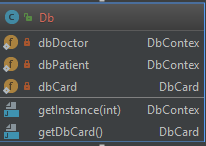 C Db
f dbDoctor DbContex
f dbPatient DbContex
f dbCard DbCard
getInstance(int) DbContex
getDbCard() DbCard